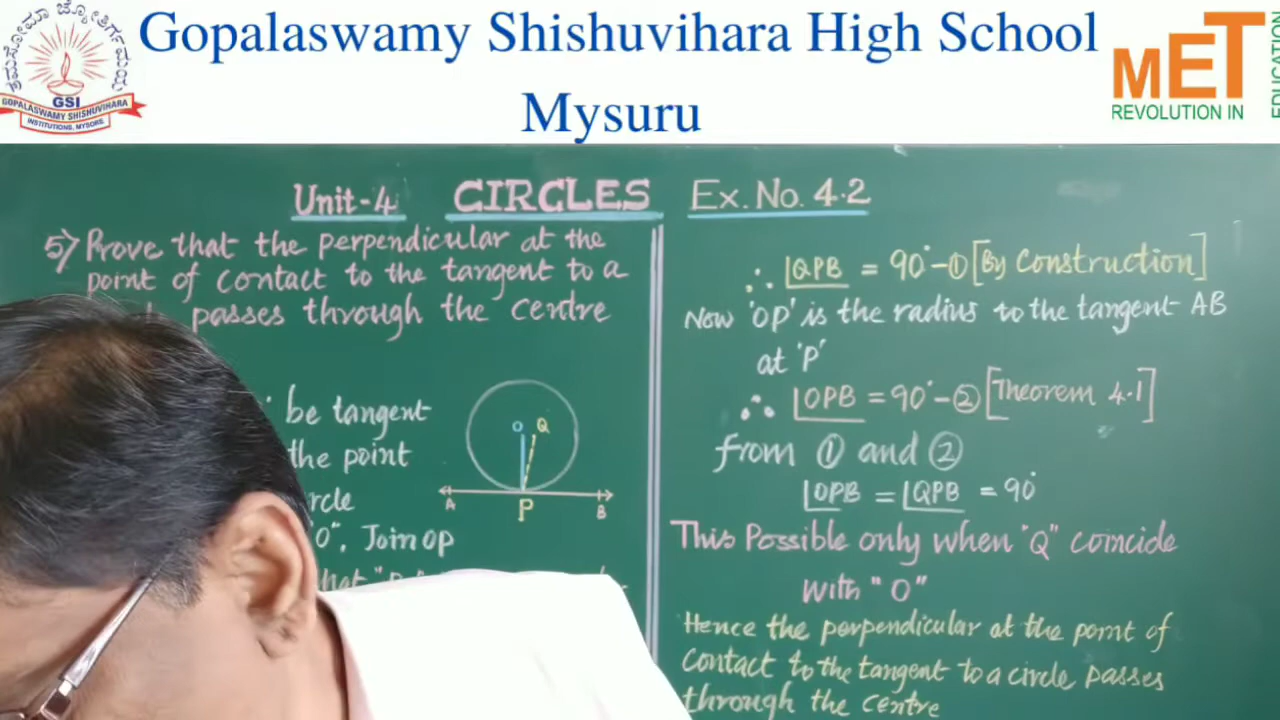 ತಮಸೋಮಾ ಜ್ಯೋತಿರ್ಗಮಯ
GSI
GOPALASWAMY SHISHUVIHARA
INSTITUTIONS, MYSORE.
Gopalaswamy Shishuvihara High School
Mysuru
MET
REVOLUTION IN
EDUCATION
Unit-4 CIRCLES Ex. No. 4.2
5) Prove that the perpendicular at the
point of contact to the tangent to a
passes through the centre
be tangent
the point
"O". Join OP
O Q
A P B
∴ ∠QPB = 90° - ① [By Construction]
Now 'OP' is the radius to the tangent AB
at 'P'
∴ ∠OPB = 90° - ② [Theorem 4.1]
from ① and ②
∠OPB = ∠QPB = 90°
This Possible only when "Q" coincide
with "O"
Hence the perpendicular at the point of
contact to the tangent to a circle passes
through the centre